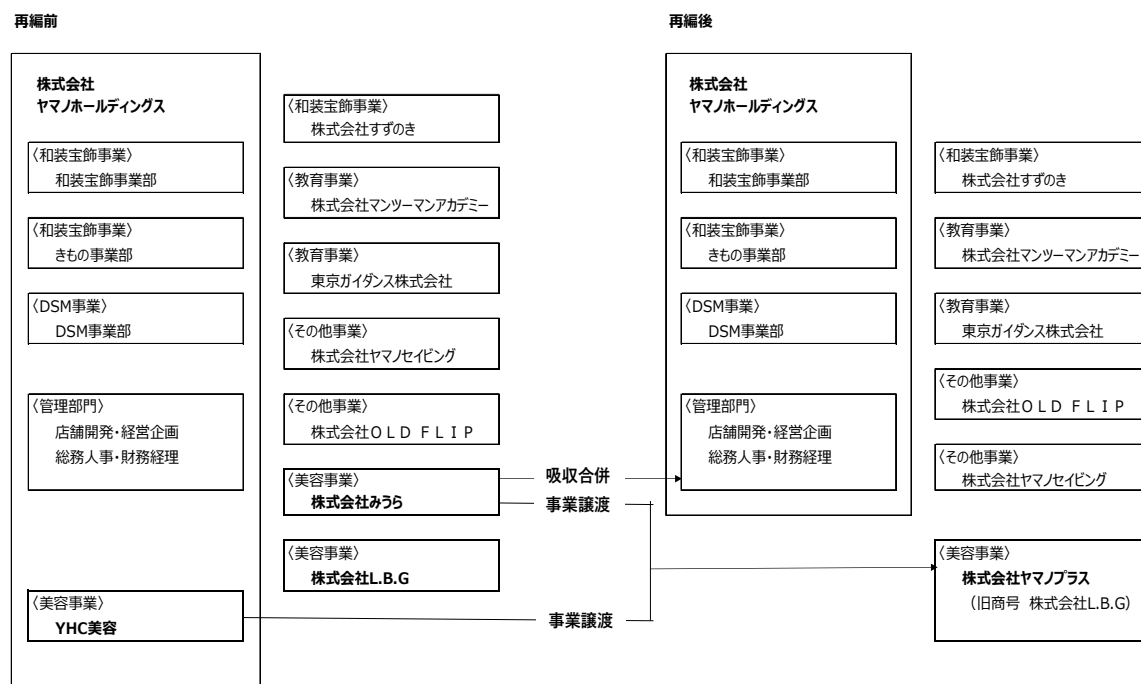 再編前
株式会社
ヤマノホールディングス
〈和装宝飾事業〉
和装宝飾事業部
〈和装宝飾事業〉
きもの事業部
〈DSM事業〉
DSM事業部
〈管理部門〉
店舗開発・経営企画
総務人事・財務経理
〈美容事業〉
YHC美容
〈和装宝飾事業〉
株式会社すずのき
〈教育事業〉
株式会社マンツーマンアカデミー
〈教育事業〉
東京ガイダンス株式会社
〈その他事業〉
株式会社ヤマノセイビング
〈その他事業〉
株式会社OLD FLIP
〈美容事業〉
株式会社みうら
〈美容事業〉
株式会社L.B.G
吸収合併
事業譲渡
事業譲渡
再編後
株式会社
ヤマノホールディングス
〈和装宝飾事業〉
和装宝飾事業部
〈和装宝飾事業〉
きもの事業部
〈DSM事業〉
DSM事業部
〈管理部門〉
店舗開発・経営企画
総務人事・財務経理
〈和装宝飾事業〉
株式会社すずのき
〈教育事業〉
株式会社マンツーマンアカデミー
〈教育事業〉
東京ガイダンス株式会社
〈その他事業〉
株式会社OLD FLIP
〈その他事業〉
株式会社ヤマノセイビング
〈美容事業〉
株式会社ヤマノプラス
(旧商号 株式会社L.B.G)